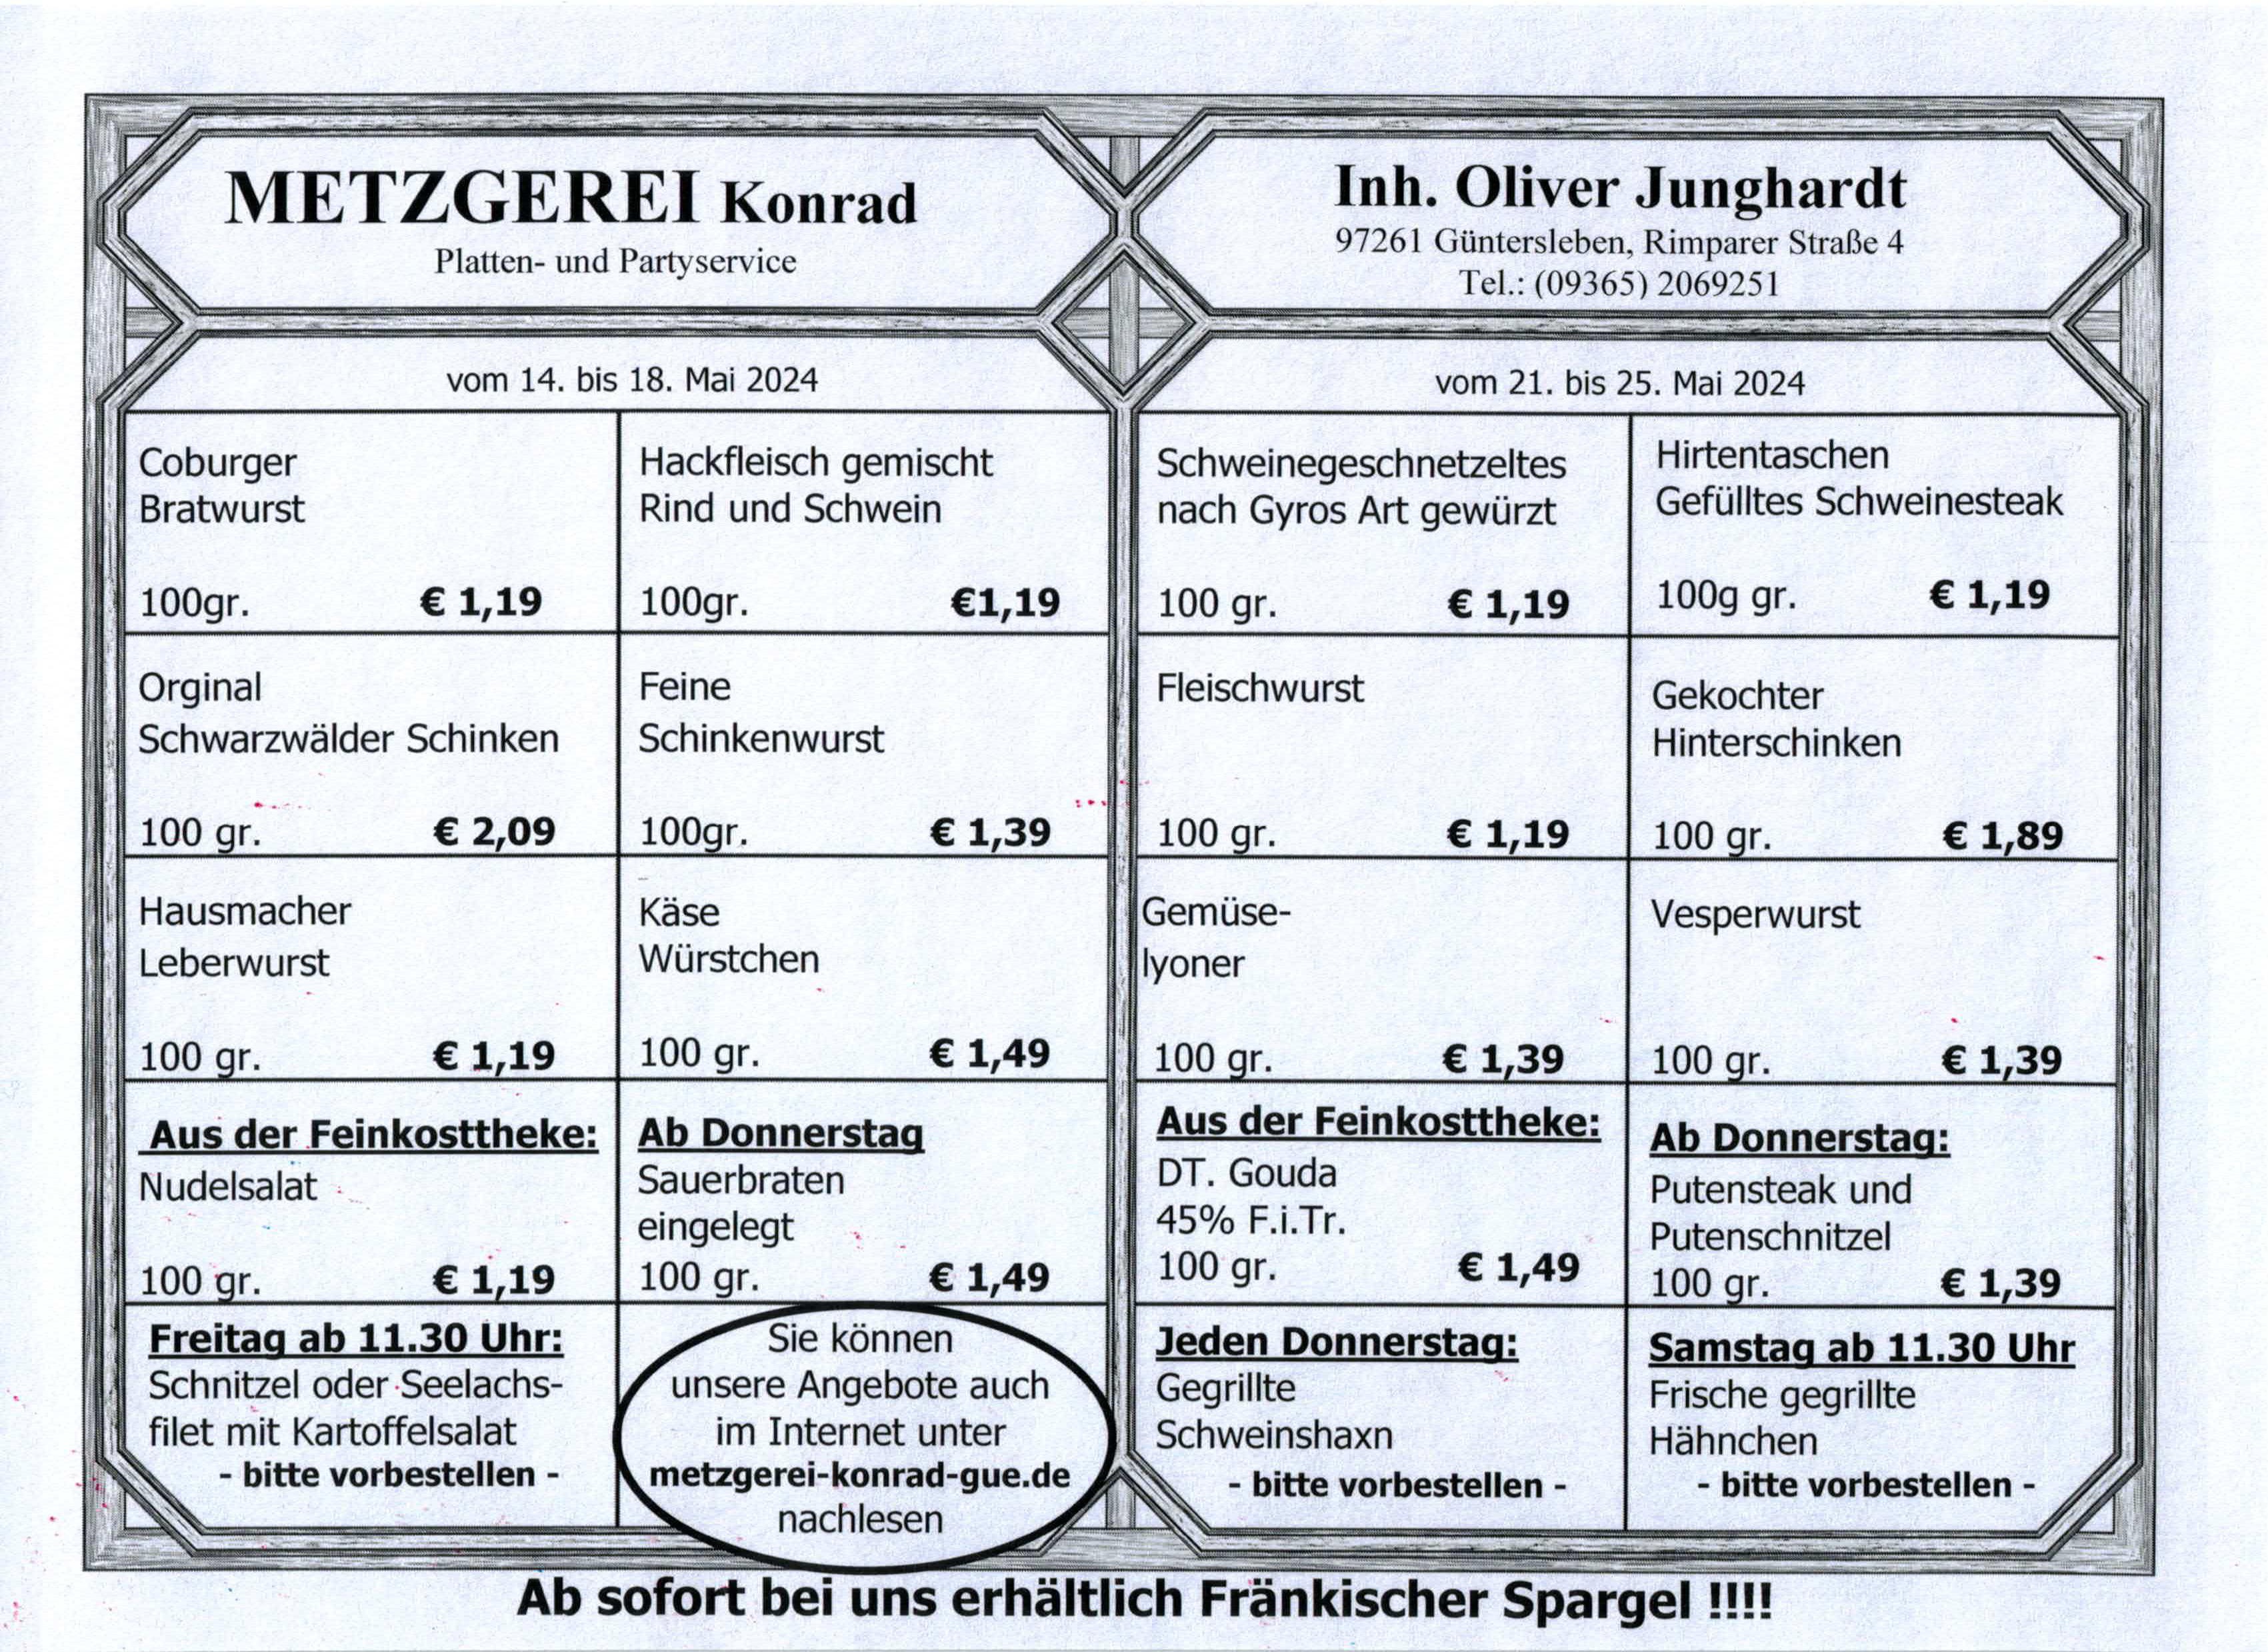 METZGEREI Konrad
Platten- und Partyservice
Inh. Oliver Junghardt
97261 Güntersleben, Rimparer Straße 4
Tel.: (09365) 2069251
vom 14. bis 18. Mai 2024
Coburger
Bratwurst
100gr. € 1,19
Hackfleisch gemischt
Rind und Schwein
100gr. €1,19
Orginal
Schwarzwälder Schinken
100 gr. € 2,09
Feine
Schinkenwurst
100gr. € 1,39
Hausmacher
Leberwurst
100 gr. € 1,19
Käse
Würstchen
100 gr. € 1,49
Aus der Feinkosttheke:
Nudelsalat
100 gr. € 1,19
Ab Donnerstag
Sauerbraten
eingelegt
100 gr. € 1,49
Freitag ab 11.30 Uhr:
Schnitzel oder Seelachs-
filet mit Kartoffelsalat
- bitte vorbestellen -
Sie können
unsere Angebote auch
im Internet unter
metzgerei-konrad-gue.de
nachlesen
vom 21. bis 25. Mai 2024
Schweinegeschnetzeltes
nach Gyros Art gewürzt
100 gr. € 1,19
Hirtentaschen
Gefülltes Schweinesteak
100g gr. € 1,19
Fleischwurst
100 gr. € 1,19
Gekochter
Hinterschinken
100 gr. € 1,89
Gemüse-
lyoner
100 gr. € 1,39
Vesperwurst
100 gr. € 1,39
Aus der Feinkosttheke:
DT. Gouda
45% F.i.Tr.
100 gr. € 1,49
Ab Donnerstag:
Putensteak und
Putenschnitzel
100 gr. € 1,39
Jeden Donnerstag:
Gegrillte
Schweinshaxn
- bitte vorbestellen -
Samstag ab 11.30 Uhr
Frische gegrillte
Hähnchen
- bitte vorbestellen -
Ab sofort bei uns erhältlich Fränkischer Spargel !!!!